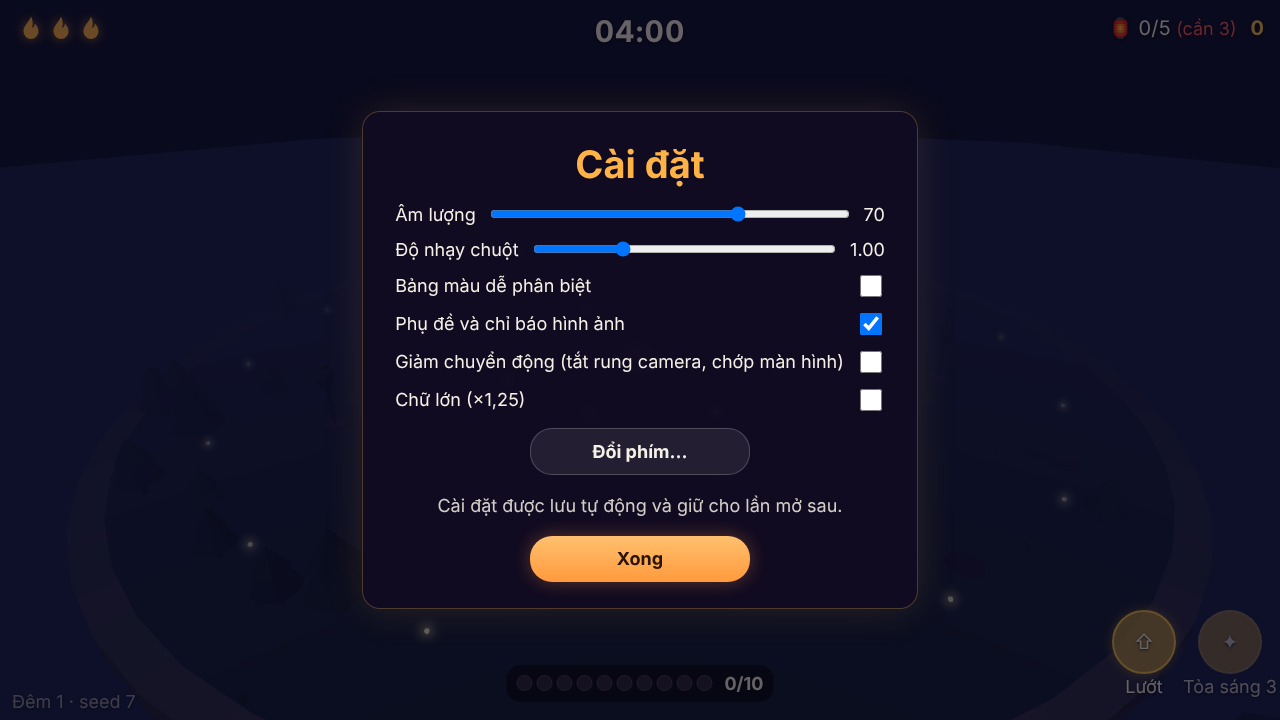 04:00
0/5 (cần 3) 0
Cài đặt
Âm lượng 70
Độ nhạy chuột 1.00
Bảng màu dễ phân biệt
Phụ đề và chỉ báo hình ảnh
Giảm chuyển động (tắt rung camera, chớp màn hình)
Chữ lớn (×1,25)
Đổi phím...
Cài đặt được lưu tự động và giữ cho lần mở sau.
Xong
Lướt
Tỏa sáng 3
0/10
Đêm 1 · seed 7